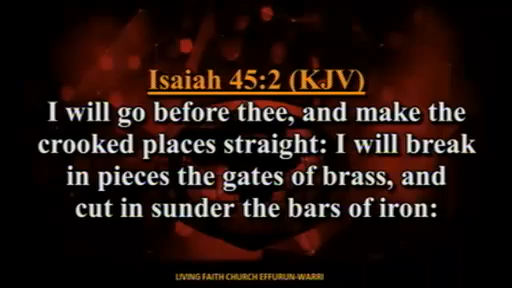 Isaiah 45:2 (KJV)
I will go before thee, and make the
crooked places straight: I will break
in pieces the gates of brass, and
cut in sunder the bars of iron:
LIVING FAITH CHURCH EFFURUN-WARRI